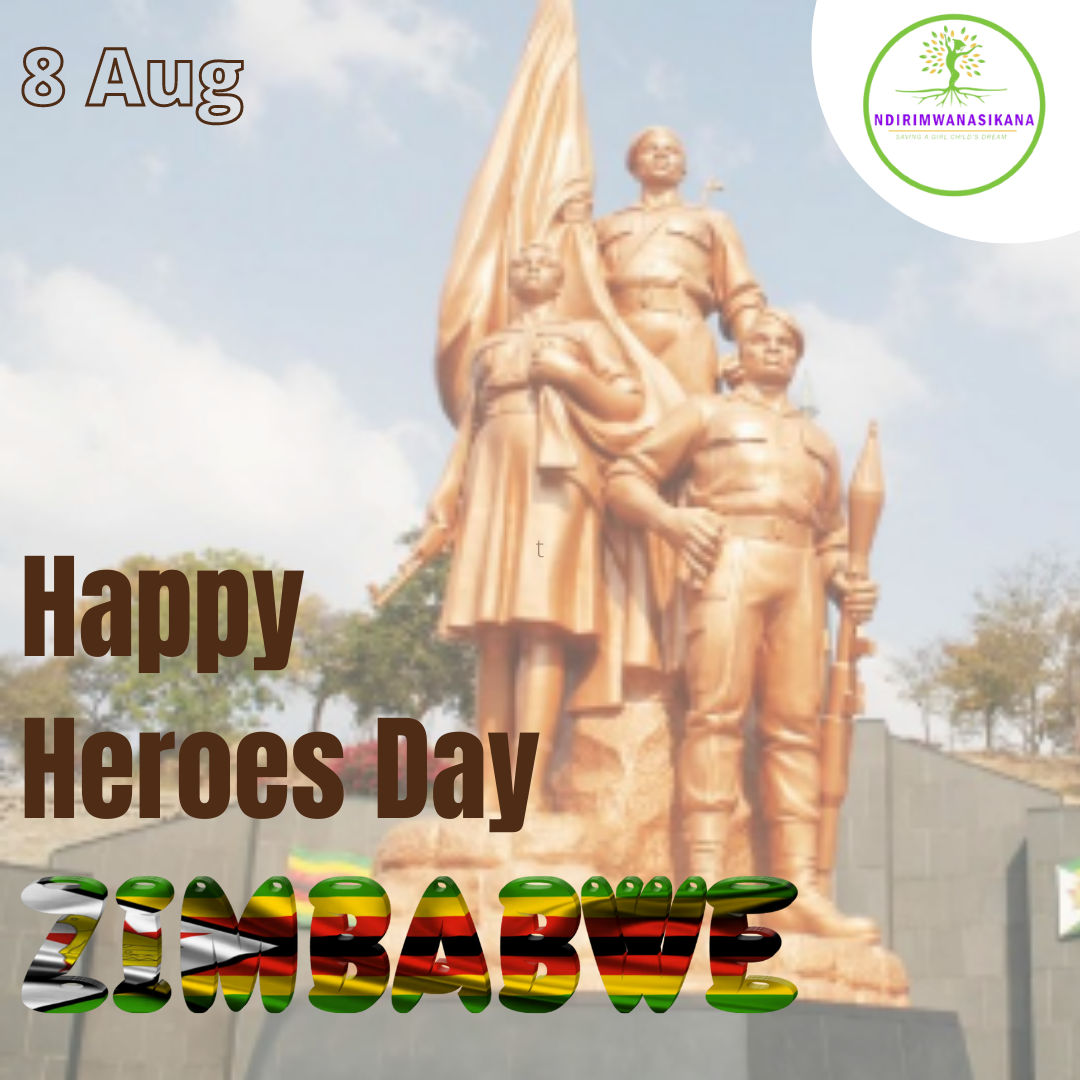 8 Aug
NDIRIMWANASIKANA
SAVING A GIRL CHILD'S DREAM
t
Happy
Heroes Day
ZIMBABWE